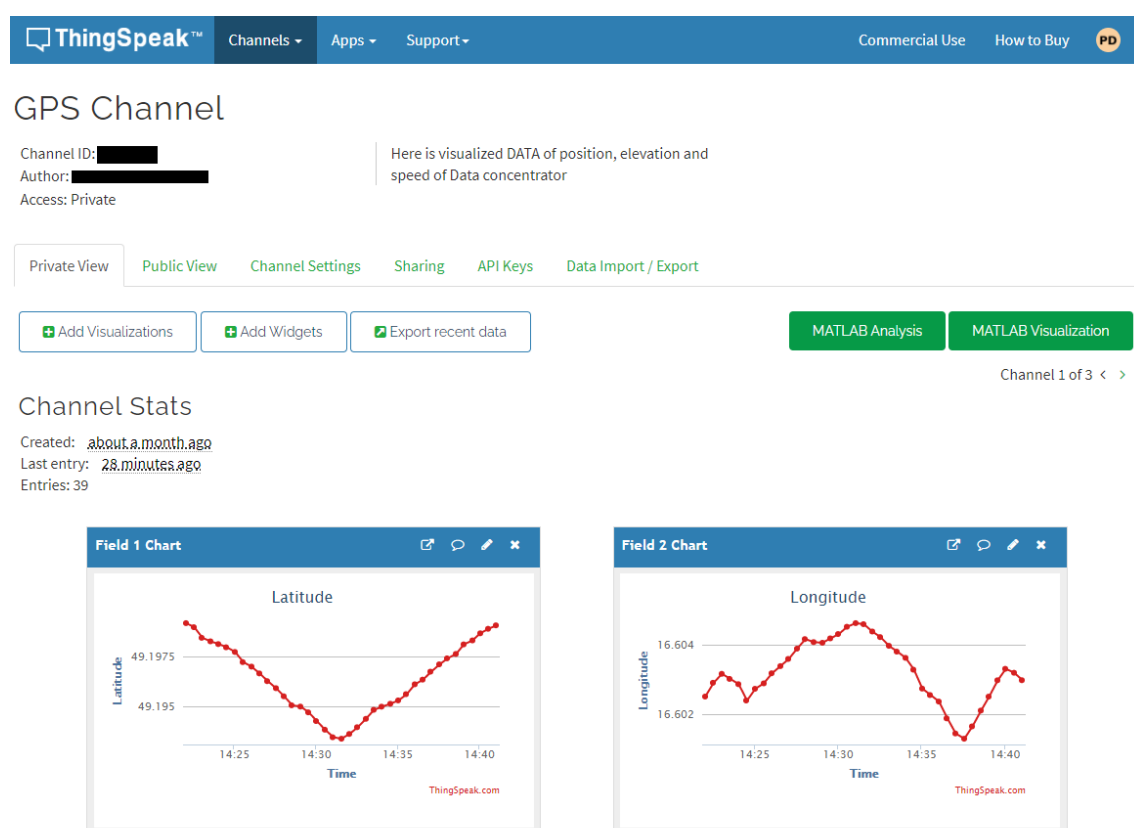 ThingSpeak™ Channels Apps Support Commercial Use How to Buy PD
GPS Channel
Channel ID:
Author:
Access: Private
Here is visualized DATA of position, elevation and
speed of Data concentrator
Private View Public View Channel Settings Sharing API Keys Data Import / Export
Add Visualizations Add Widgets Export recent data MATLAB Analysis MATLAB Visualization
Channel 1 of 3 < >
Channel Stats
Created: about a month ago
Last entry: 28 minutes ago
Entries: 39
Field 1 Chart
Latitude
Latitude
49.1975
49.195
14:25 14:30 14:35 14:40
Time
ThingSpeak.com
Field 2 Chart
Longitude
Longitude
16.604
16.602
14:25 14:30 14:35 14:40
Time
ThingSpeak.com